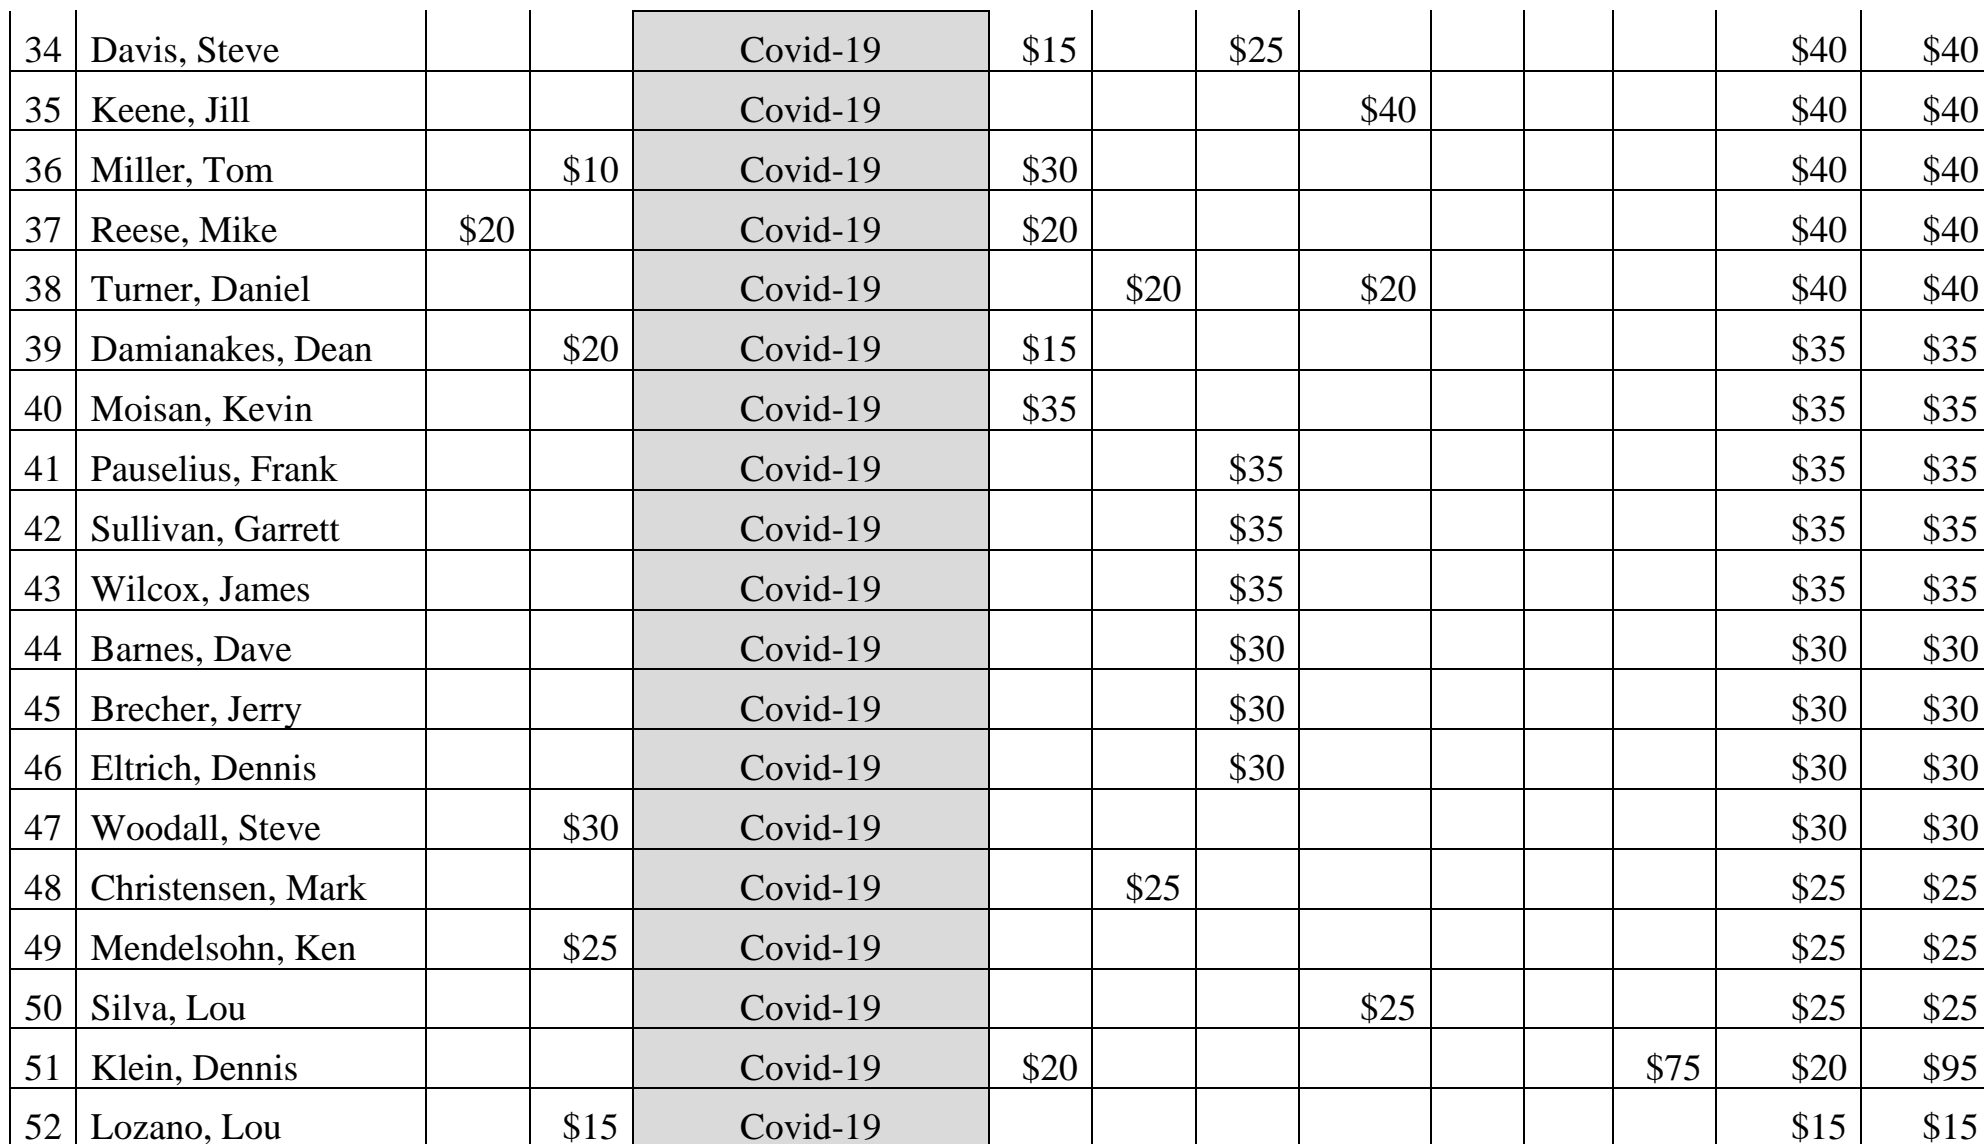 34 Davis, Steve Covid-19 $15 $25 $40 $40
35 Keene, Jill Covid-19 $40 $40 $40
36 Miller, Tom $10 Covid-19 $30 $40 $40
37 Reese, Mike $20 Covid-19 $20 $40 $40
38 Turner, Daniel Covid-19 $20 $20 $40 $40
39 Damianakes, Dean $20 Covid-19 $15 $35 $35
40 Moisan, Kevin Covid-19 $35 $35 $35
41 Pauselius, Frank Covid-19 $35 $35 $35
42 Sullivan, Garrett Covid-19 $35 $35 $35
43 Wilcox, James Covid-19 $35 $35 $35
44 Barnes, Dave Covid-19 $30 $30 $30
45 Brecher, Jerry Covid-19 $30 $30 $30
46 Eltrich, Dennis Covid-19 $30 $30 $30
47 Woodall, Steve $30 Covid-19 $30 $30
48 Christensen, Mark Covid-19 $25 $25 $25
49 Mendelsohn, Ken $25 Covid-19 $25 $25
50 Silva, Lou Covid-19 $25 $25 $25
51 Klein, Dennis Covid-19 $20 $75 $20 $95
52 Lozano, Lou $15 Covid-19 $15 $15